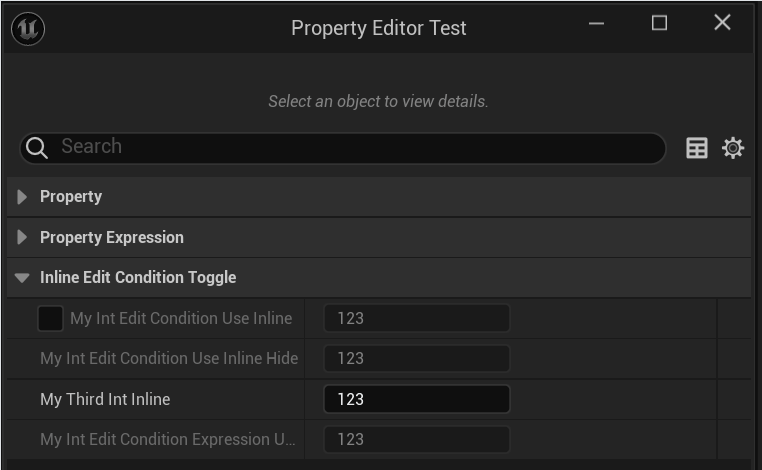 Property Editor Test
Select an object to view details.
Search
Property
Property Expression
Inline Edit Condition Toggle
My Int Edit Condition Use Inline 123
My Int Edit Condition Use Inline Hide 123
My Third Int Inline 123
My Int Edit Condition Expression U... 123